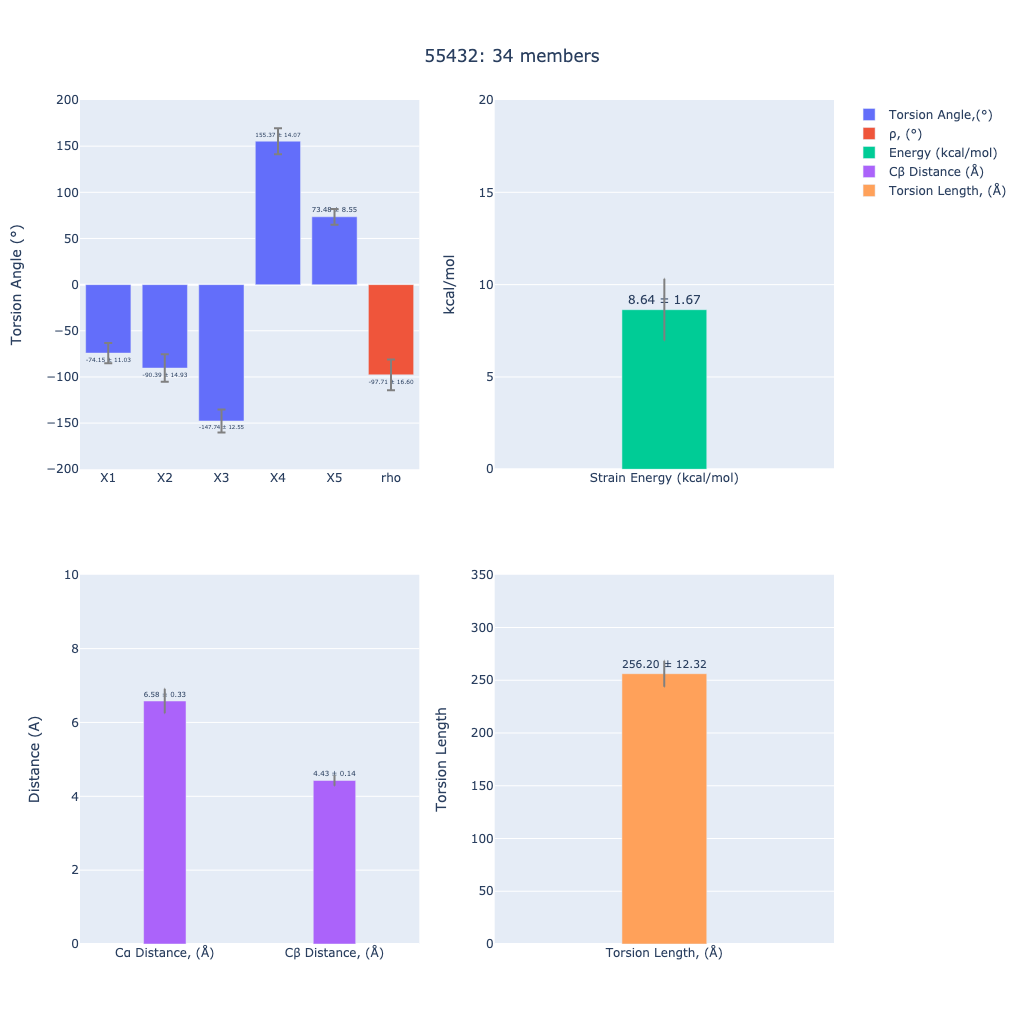 55432: 34 members
Torsion Angle (°)
200
150
100
50
0
−50
−100
−150
−200
-74.15 ± 11.03
-90.39 ± 14.93
-147.74 ± 12.55
155.37 ± 14.07
73.48 ± 8.55
-97.71 ± 16.60
X1 X2 X3 X4 X5 rho
kcal/mol
20
15
10
5
0
8.64 ± 1.67
Strain Energy (kcal/mol)
Torsion Angle,(°)
ρ, (°)
Energy (kcal/mol)
Cβ Distance (Å)
Torsion Length, (Å)
Distance (A)
10
8
6
4
2
0
6.58 ± 0.33
4.43 ± 0.14
Cα Distance, (Å) Cβ Distance, (Å)
Torsion Length
350
300
250
200
150
100
50
0
256.20 ± 12.32
Torsion Length, (Å)